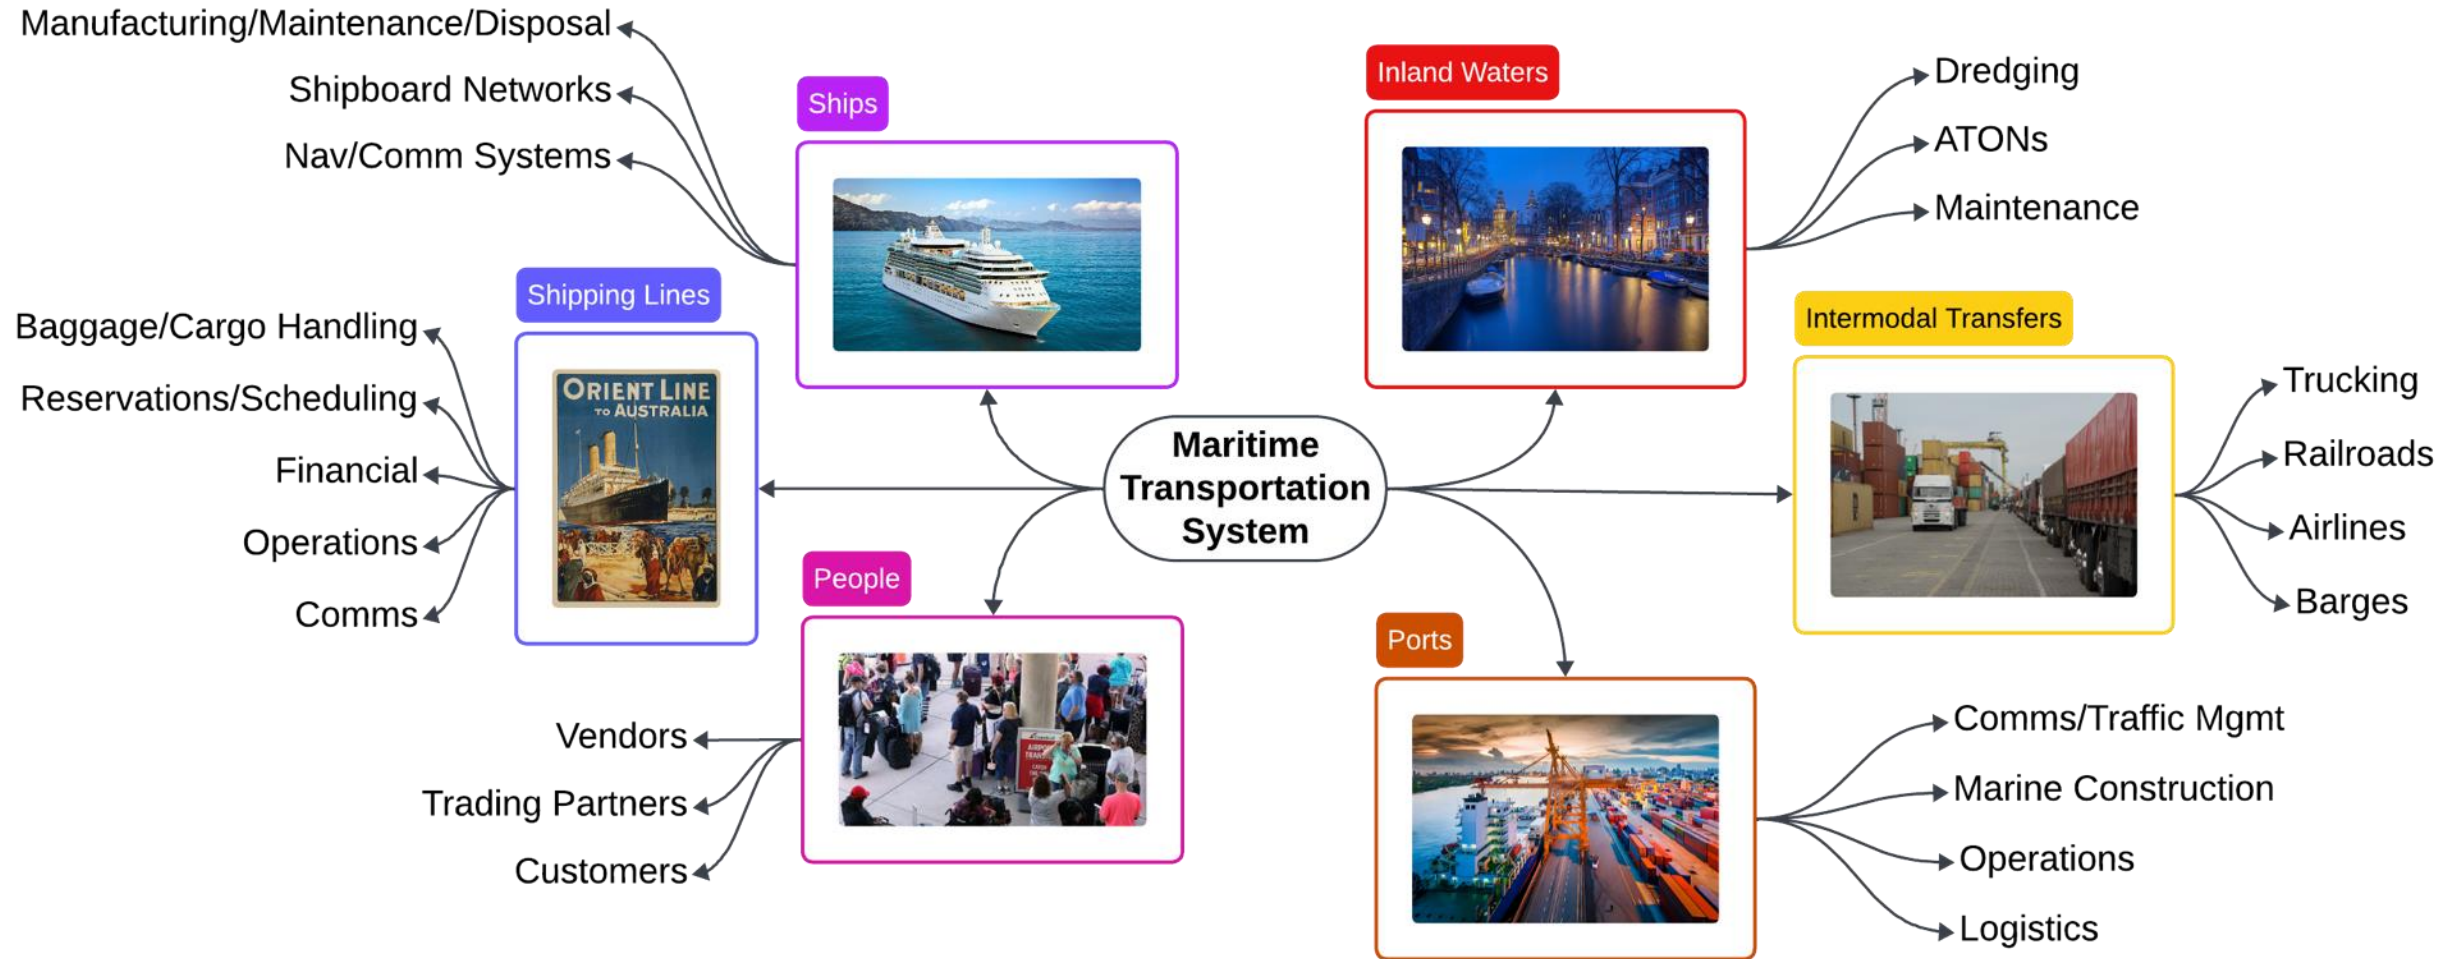 Manufacturing/Maintenance/Disposal
Shipboard Networks
Nav/Comm Systems
Ships
Inland Waters
Dredging
ATONs
Maintenance
Shipping Lines
Baggage/Cargo Handling
Reservations/Scheduling
Financial
Operations
Comms
ORIENT LINE
TO AUSTRALIA
Maritime
Transportation
System
Intermodal Transfers
Trucking
Railroads
Airlines
Barges
People
Vendors
Trading Partners
Customers
Ports
Comms/Traffic Mgmt
Marine Construction
Operations
Logistics